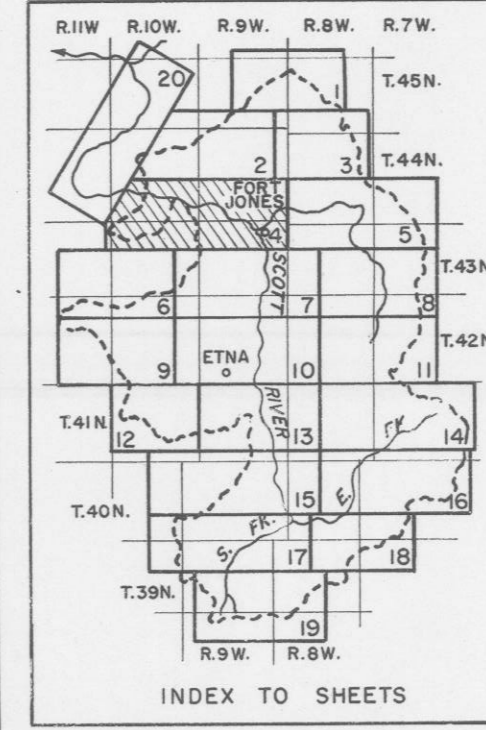 R.11W R.10W. R.9W. R.8W. R.7W.
20
T.45N.
1
2 3 T.44N.
FORT
JONES
4 5
SCOTT
T.43N.
6 7 8
T.42N.
ETNA
9 10 11
RIVER
T.41N.
12 13 14
FK.
E.
15 16
T.40N.
S. FK.
17 18
T.39N.
19
R.9W. R.8W.
INDEX TO SHEETS